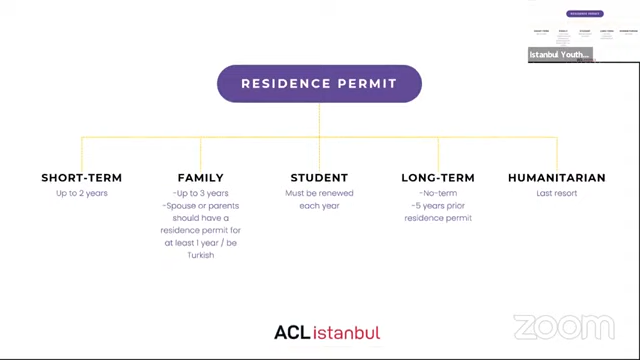 RESIDENCE PERMIT
Istanbul Youth...
RESIDENCE PERMIT
SHORT-TERM
Up to 2 years
FAMILY
-Up to 3 years
-Spouse or parents
should have a
residence permit for
at least 1 year / be
Turkish
STUDENT
Must be renewed
each year
LONG-TERM
-No-term
-5 years prior
residence permit
HUMANITARIAN
Last resort
ACL istanbul
zoom